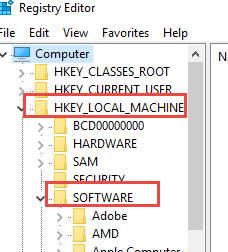 Registry Editor
File Edit View Favorites Help
Computer
HKEY_CLASSES_ROOT
HKEY_CURRENT_USER
HKEY_LOCAL_MACHINE
BCD00000000
HARDWARE
SAM
SECURITY
SOFTWARE
Adobe
AMD
Apple Computer